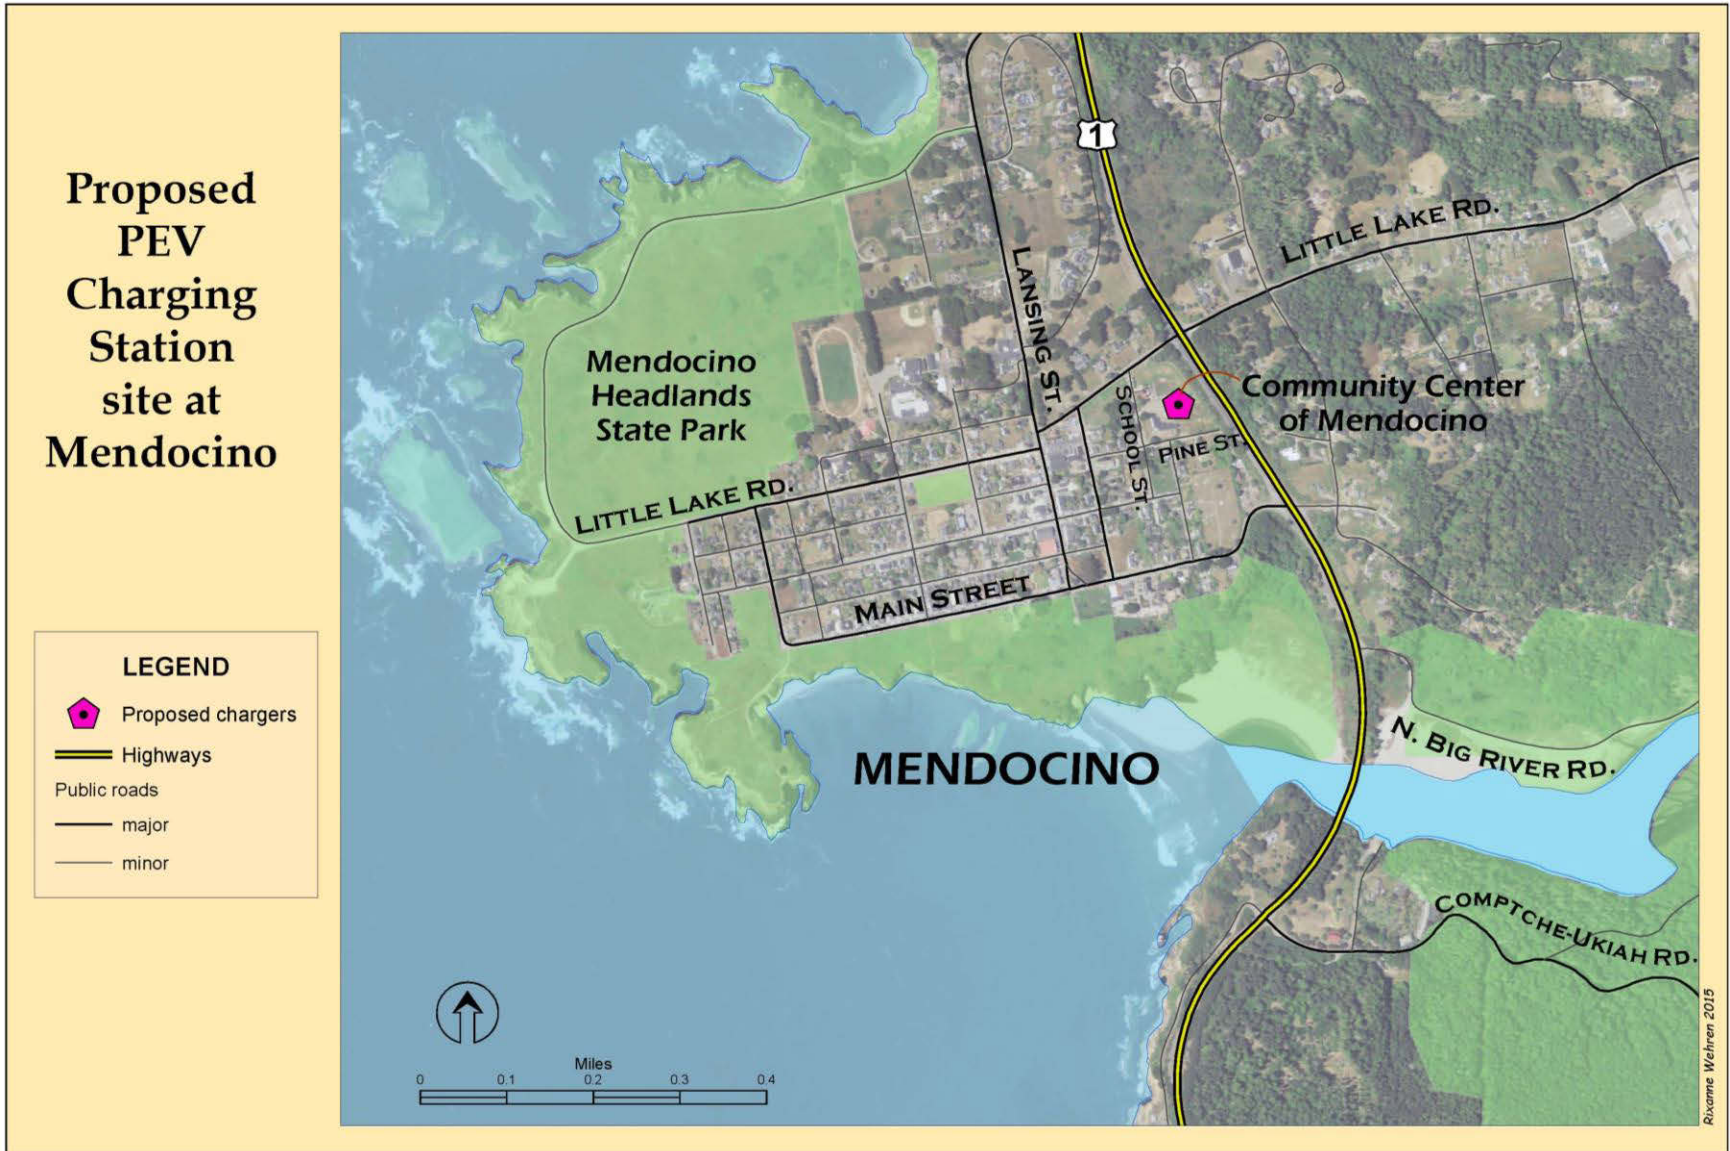 Proposed
PEV
Charging
Station
site at
Mendocino
LEGEND
Proposed chargers
Highways
Public roads
major
minor
1
LITTLE LAKE RD.
LANSING ST.
Mendocino
Headlands
State Park
SCHOOL ST.
Community Center
of Mendocino
PINE ST.
LITTLE LAKE RD.
MAIN STREET
MENDOCINO
N. BIG RIVER RD.
COMPTCHE-UKIAH RD.
Miles
0 0.1 0.2 0.3 0.4
Rixanne Wehren 2015